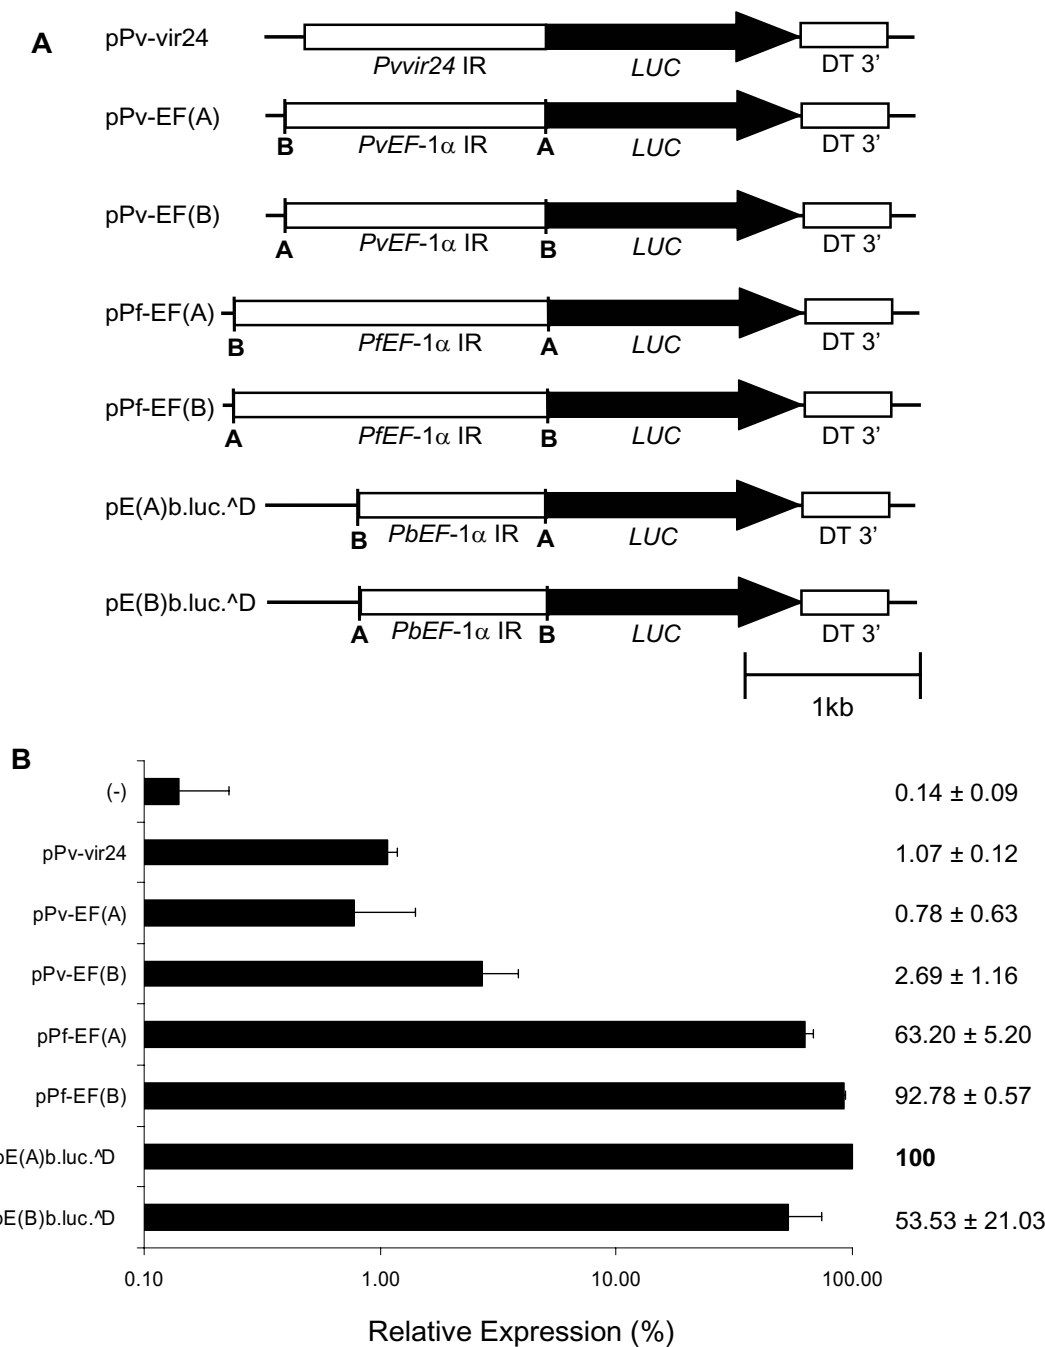 A
pPv-vir24
Pvvir24 IR LUC DT 3’
pPv-EF(A)
B PvEF-1α IR A LUC DT 3’
pPv-EF(B)
A PvEF-1α IR B LUC DT 3’
pPf-EF(A)
B PfEF-1α IR A LUC DT 3’
pPf-EF(B)
A PfEF-1α IR B LUC DT 3’
pE(A)b.luc.^D
B PbEF-1α IR A LUC DT 3’
pE(B)b.luc.^D
A PbEF-1α IR B LUC DT 3’
1kb
B
(-) 0.14 ± 0.09
pPv-vir24 1.07 ± 0.12
pPv-EF(A) 0.78 ± 0.63
pPv-EF(B) 2.69 ± 1.16
pPf-EF(A) 63.20 ± 5.20
pPf-EF(B) 92.78 ± 0.57
pE(A)b.luc.^D 100
pE(B)b.luc.^D 53.53 ± 21.03
0.10 1.00 10.00 100.00
Relative Expression (%)